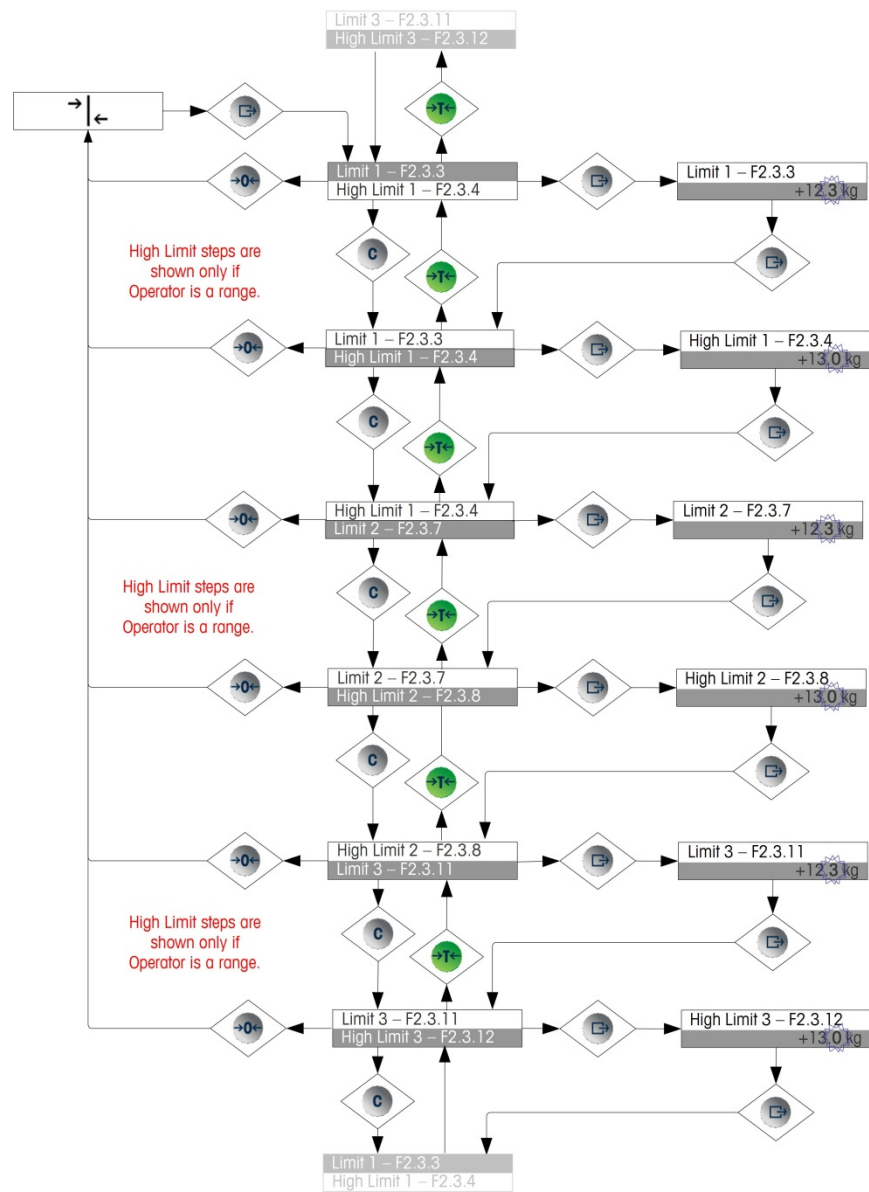 Limit 3 – F2.3.11
High Limit 3 – F2.3.12
→T←
→0←
Limit 1 – F2.3.3
High Limit 1 – F2.3.4
Limit 1 – F2.3.3
+12.3 kg
High Limit steps are
shown only if
Operator is a range.
C
→T←
→0←
Limit 1 – F2.3.3
High Limit 1 – F2.3.4
High Limit 1 – F2.3.4
+13.0 kg
C
→T←
→0←
High Limit 1 – F2.3.4
Limit 2 – F2.3.7
Limit 2 – F2.3.7
+12.3 kg
High Limit steps are
shown only if
Operator is a range.
C
→T←
→0←
Limit 2 – F2.3.7
High Limit 2 – F2.3.8
High Limit 2 – F2.3.8
+13.0 kg
C
→T←
→0←
High Limit 2 – F2.3.8
Limit 3 – F2.3.11
Limit 3 – F2.3.11
+12.3 kg
High Limit steps are
shown only if
Operator is a range.
C
→T←
→0←
Limit 3 – F2.3.11
High Limit 3 – F2.3.12
High Limit 3 – F2.3.12
+13.0 kg
C
Limit 1 – F2.3.3
High Limit 1 – F2.3.4